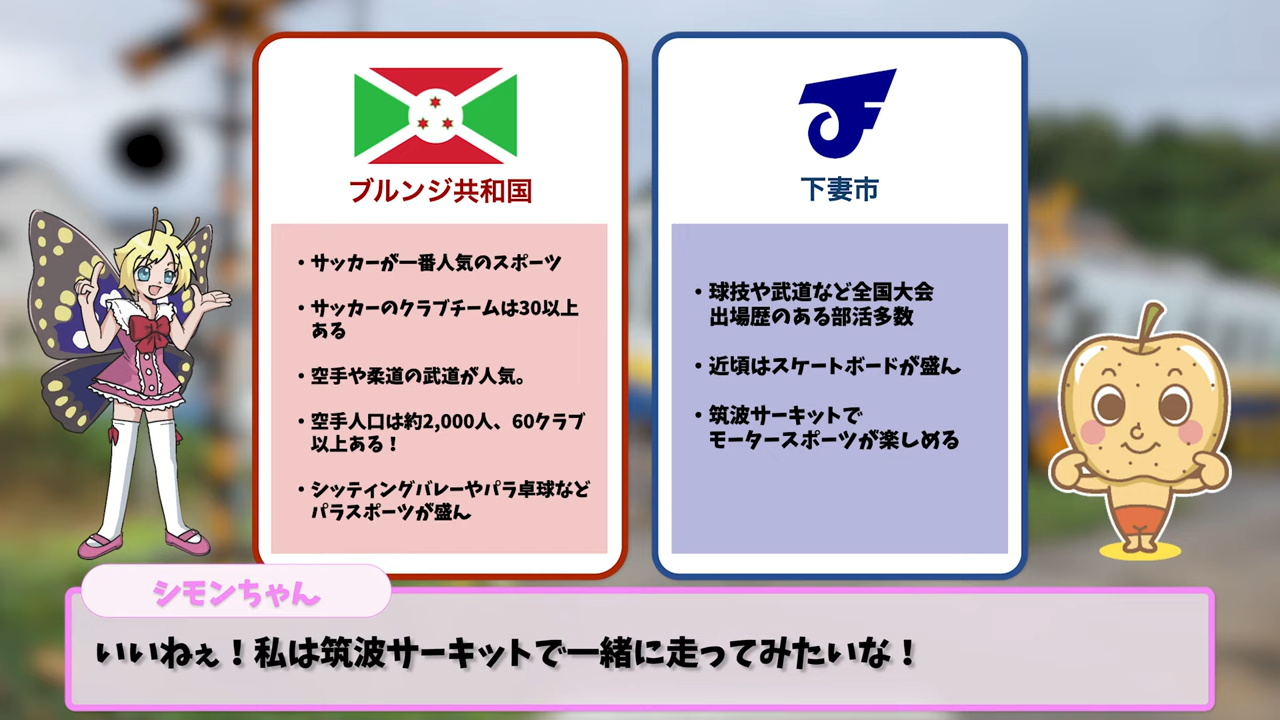 ブルンジ共和国
・サッカーが一番人気のスポーツ
・サッカーのクラブチームは30以上
ある
・空手や柔道の武道が人気。
・空手人口は約2,000人、60クラブ
以上ある！
・シッティングバレーやパラ卓球など
パラスポーツが盛ん
下妻市
・球技や武道など全国大会
出場歴のある部活多数
・近頃はスケートボードが盛ん
・筑波サーキットで
モータースポーツが楽しめる
シモンちゃん
いいねぇ！私は筑波サーキットで一緒に走ってみたいな！